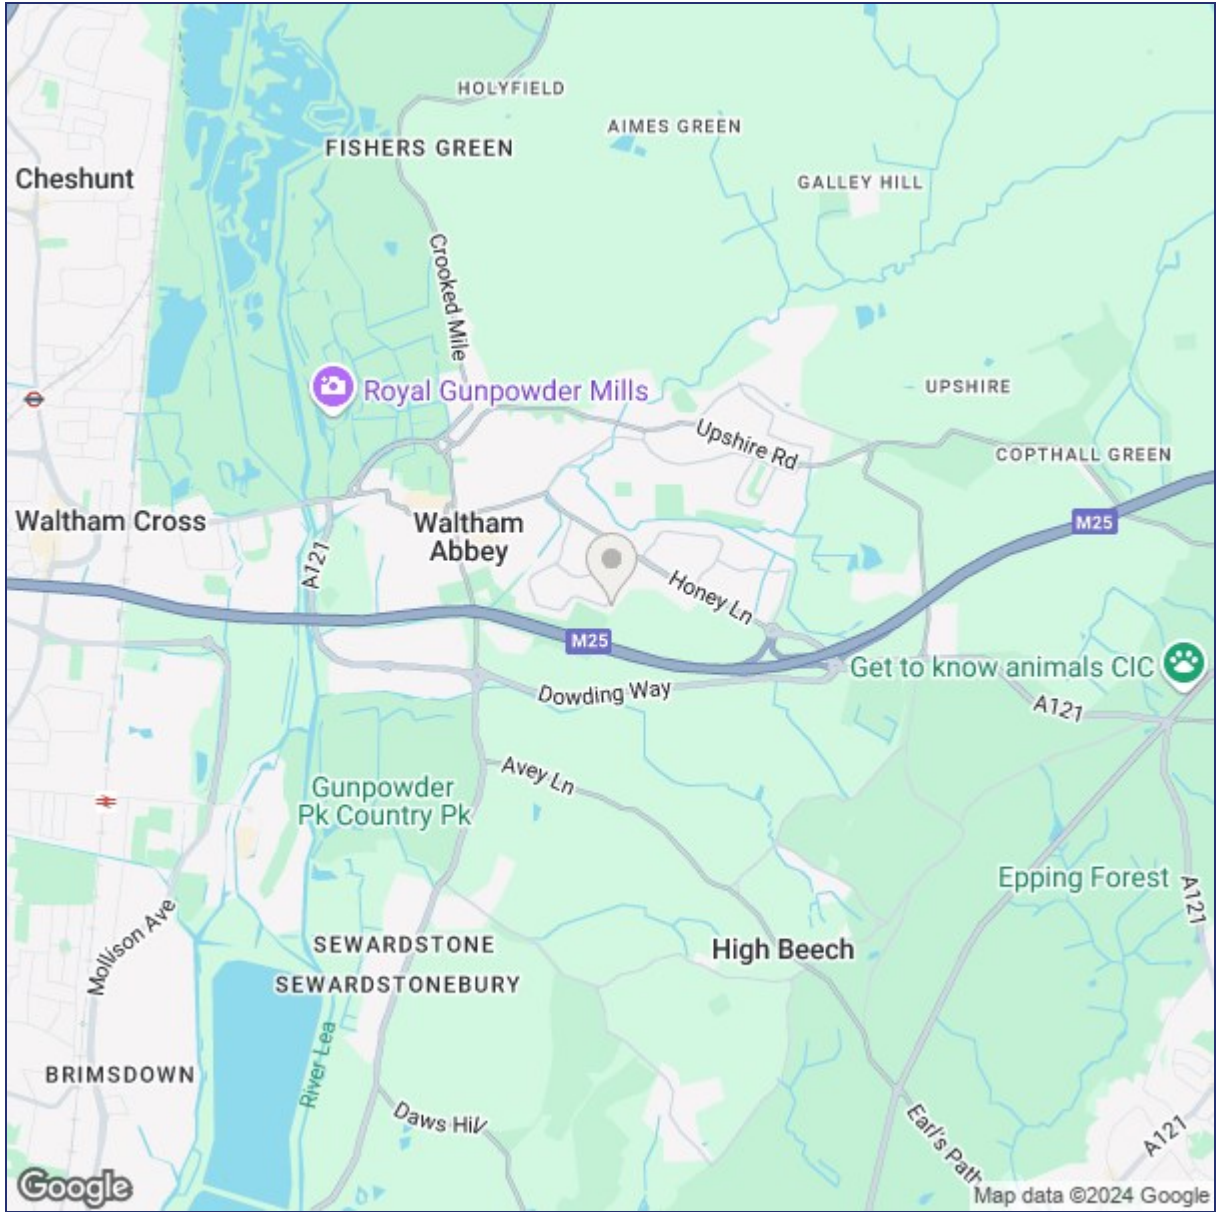 HOLYFIELD
AIMES GREEN
FISHERS GREEN
Cheshunt
GALLEY HILL
Crooked Mile
Royal Gunpowder Mills
UPSHIRE
Upshire Rd
COPTHALL GREEN
Waltham Cross
Waltham
Abbey
M25
A121
Honey Ln
M25
Get to know animals CIC
Dowding Way
A121
Avey Ln
Gunpowder
Pk Country Pk
Epping Forest
A121
Mollison Ave
SEWARDSTONE
High Beech
SEWARDSTONEBURY
River Lea
BRIMSDOWN
Daws Hil
Earl's Path
A121
Google
Map data ©2024 Google